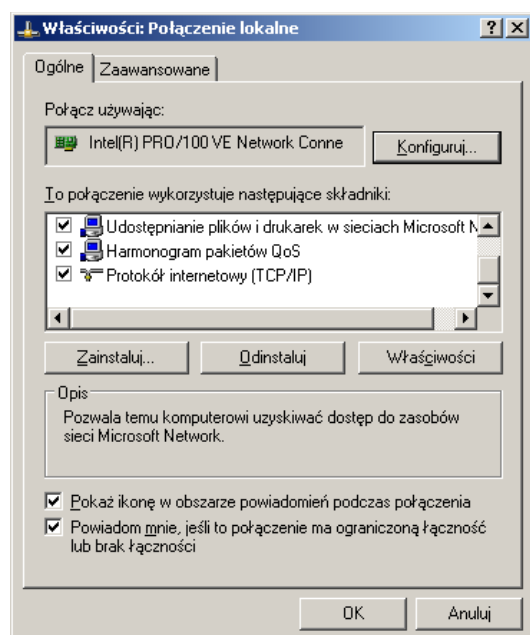 Właściwości: Połączenie lokalne
Ogólne Zaawansowane
Połącz używając:
Intel(R) PRO/100 VE Network Conne
Konfiguruj...
To połączenie wykorzystuje następujące składniki:
Udostępnianie plików i drukarek w sieciach Microsoft N
Harmonogram pakietów QoS
Protokół internetowy (TCP/IP)
Zainstaluj... Odinstaluj Właściwości
Opis
Pozwala temu komputerowi uzyskiwać dostęp do zasobów
sieci Microsoft Network.
Pokaż ikonę w obszarze powiadomień podczas połączenia
Powiadom mnie, jeśli to połączenie ma ograniczoną łączność
lub brak łączności
OK Anuluj